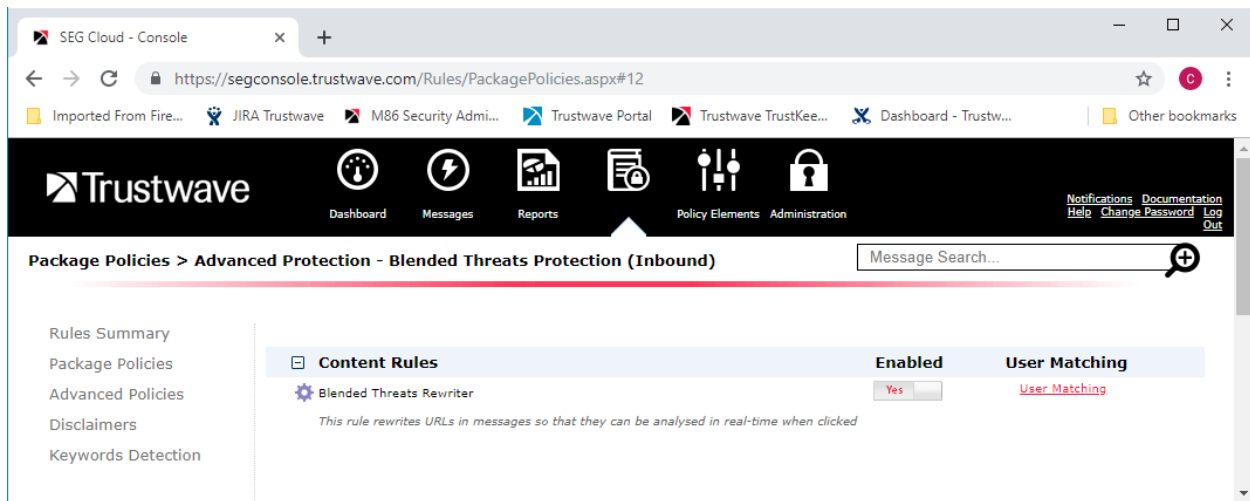 SEG Cloud - Console
https://segconsole.trustwave.com/Rules/PackagePolicies.aspx#12
C
Imported From Fire... JIRA Trustwave M86 Security Admi... Trustwave Portal Trustwave TrustKee... Dashboard - Trustw... Other bookmarks
Trustwave
Dashboard Messages Reports Policy Elements Administration
Notifications Documentation
Help Change Password Log
Out
Package Policies > Advanced Protection - Blended Threats Protection (Inbound)
Message Search...
Rules Summary
Package Policies
Advanced Policies
Disclaimers
Keywords Detection
Content Rules Enabled User Matching
Blended Threats Rewriter Yes User Matching
This rule rewrites URLs in messages so that they can be analysed in real-time when clicked